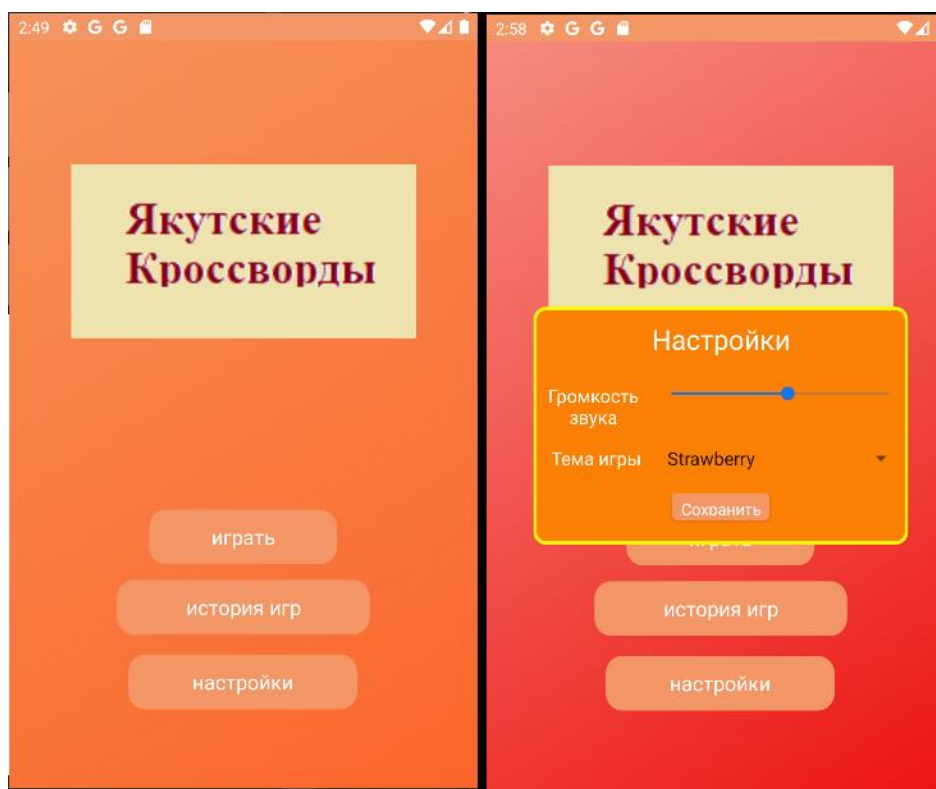 2:49 G G
Якутские
Кроссворды
играть
история игр
настройки
2:58 G G
Якутские
Кроссворды
Настройки
Громкость
звука
Тема игры Strawberry
Сохранить
играть
история игр
настройки